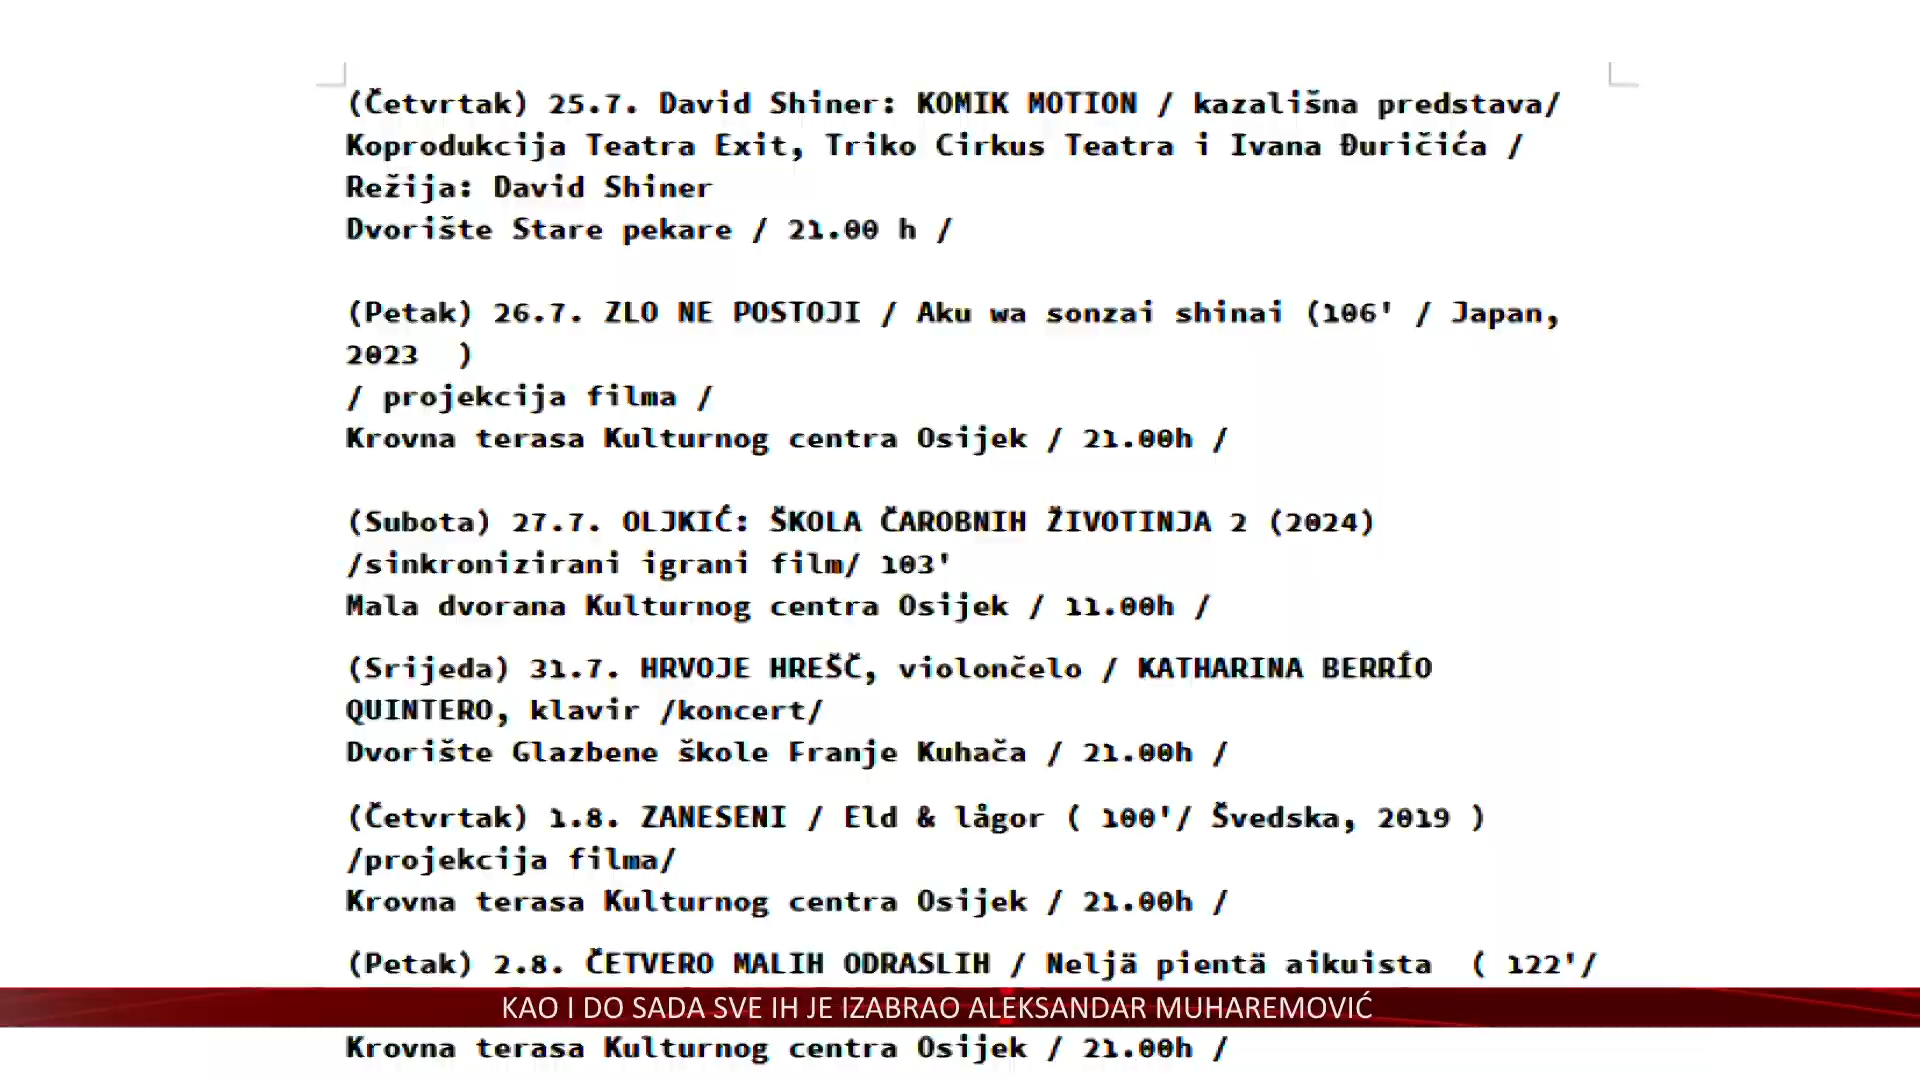 (Četvrtak) 25.7. David Shiner: KOMIK MOTION / kazališna predstava/
Koprodukcija Teatra Exit, Triko Cirkus Teatra i Ivana Đuričića /
Režija: David Shiner
Dvorište Stare pekare / 21.00 h /
(Petak) 26.7. ZLO NE POSTOJI / Aku wa sonzai shinai (106' / Japan,
2023  )
/ projekcija filma /
Krovna terasa Kulturnog centra Osijek / 21.00h /
(Subota) 27.7. OLJKIĆ: ŠKOLA ČAROBNIH ŽIVOTINJA 2 (2024)
/sinkronizirani igrani film/ 103'
Mala dvorana Kulturnog centra Osijek / 11.00h /
(Srijeda) 31.7. HRVOJE HREŠČ, violončelo / KATHARINA BERRÍO
QUINTERO, klavir /koncert/
Dvorište Glazbene škole Franje Kuhača / 21.00h /
(Četvrtak) 1.8. ZANESENI / Eld & lågor ( 100'/ Švedska, 2019 )
/projekcija filma/
Krovna terasa Kulturnog centra Osijek / 21.00h /
(Petak) 2.8. ČETVERO MALIH ODRASLIH / Neljä pientä aikuista  ( 122'/
KAO I DO SADA SVE IH JE IZABRAO ALEKSANDAR MUHAREMOVIĆ
Krovna terasa Kulturnog centra Osijek / 21.00h /